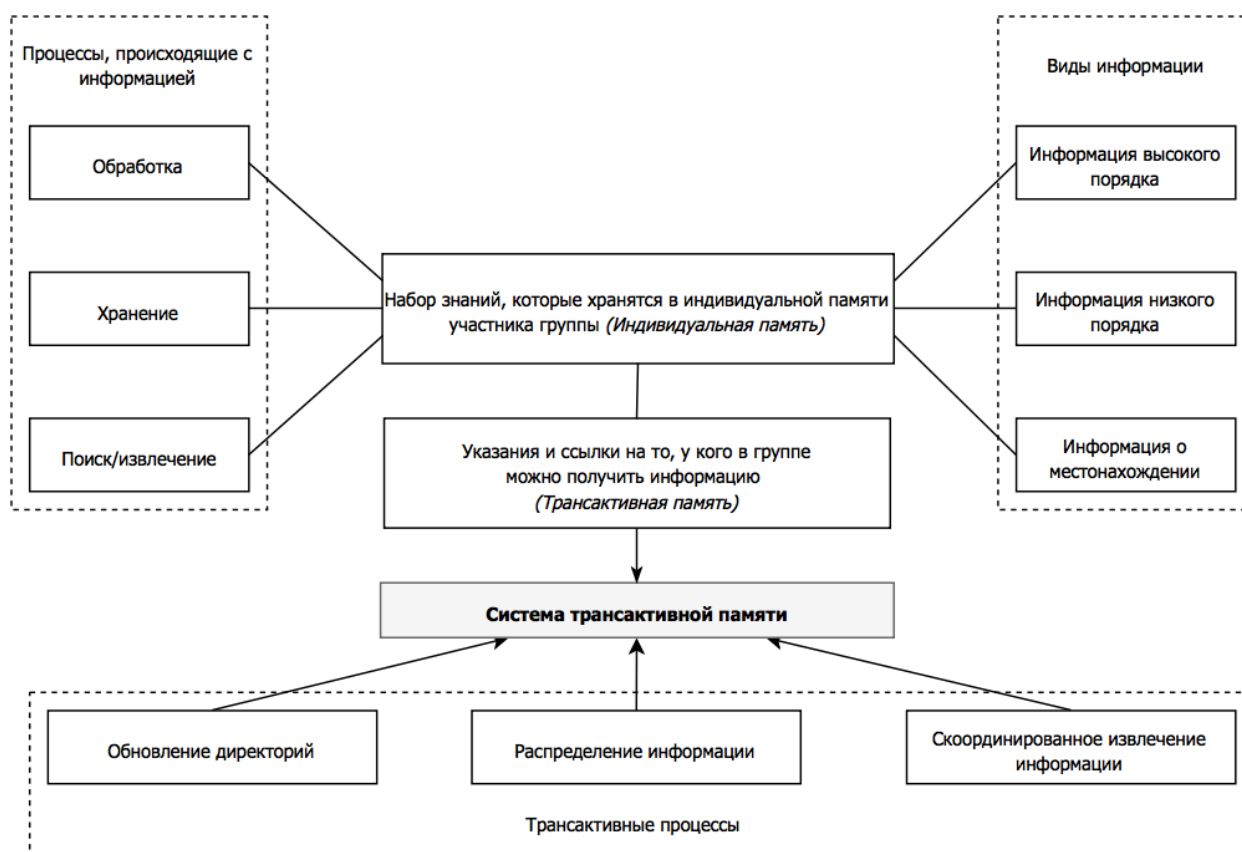 Процессы, происходящие с
информацией
Обработка
Хранение
Поиск/извлечение
Виды информации
Информация высокого
порядка
Информация низкого
порядка
Информация о
местонахождении
Набор знаний, которые хранятся в индивидуальной памяти
участника группы (Индивидуальная память)
Указания и ссылки на то, у кого в группе
можно получить информацию
(Трансактивная память)
Система трансактивной памяти
Обновление директорий
Распределение информации
Скоординированное извлечение
информации
Трансактивные процессы